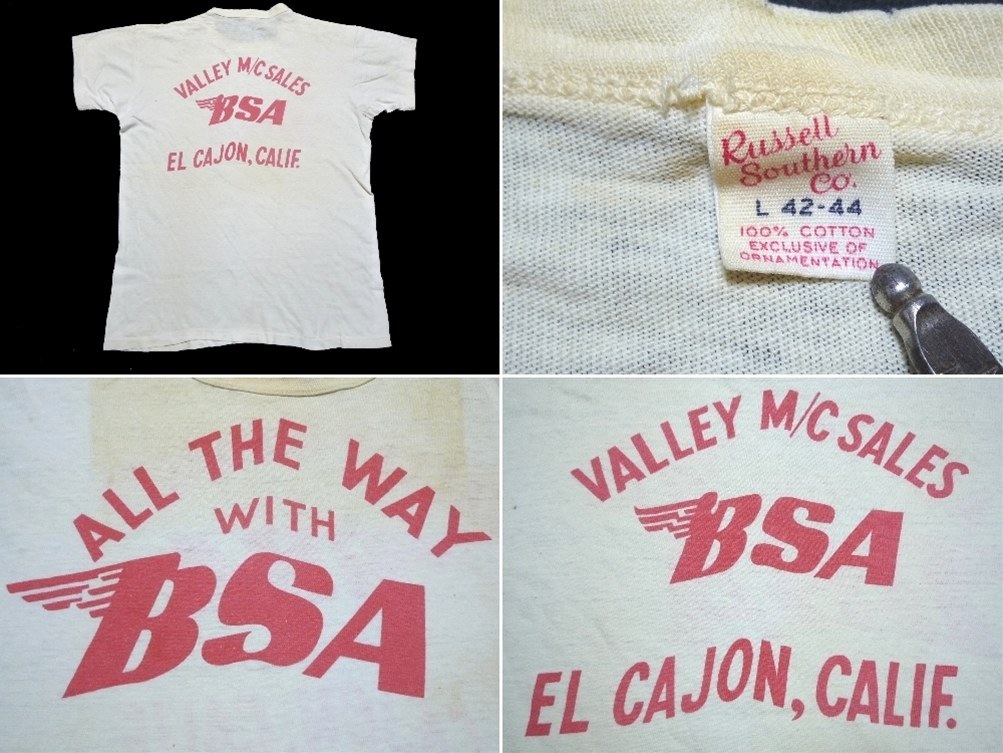 VALLEY M/C SALES
BSA
EL CAJON, CALIF.
Russell
Southern
Co.
L 42-44
100% COTTON
EXCLUSIVE OF
ORNAMENTATION
ALL THE WAY
WITH
BSA
VALLEY M/C SALES
BSA
EL CAJON, CALIF.